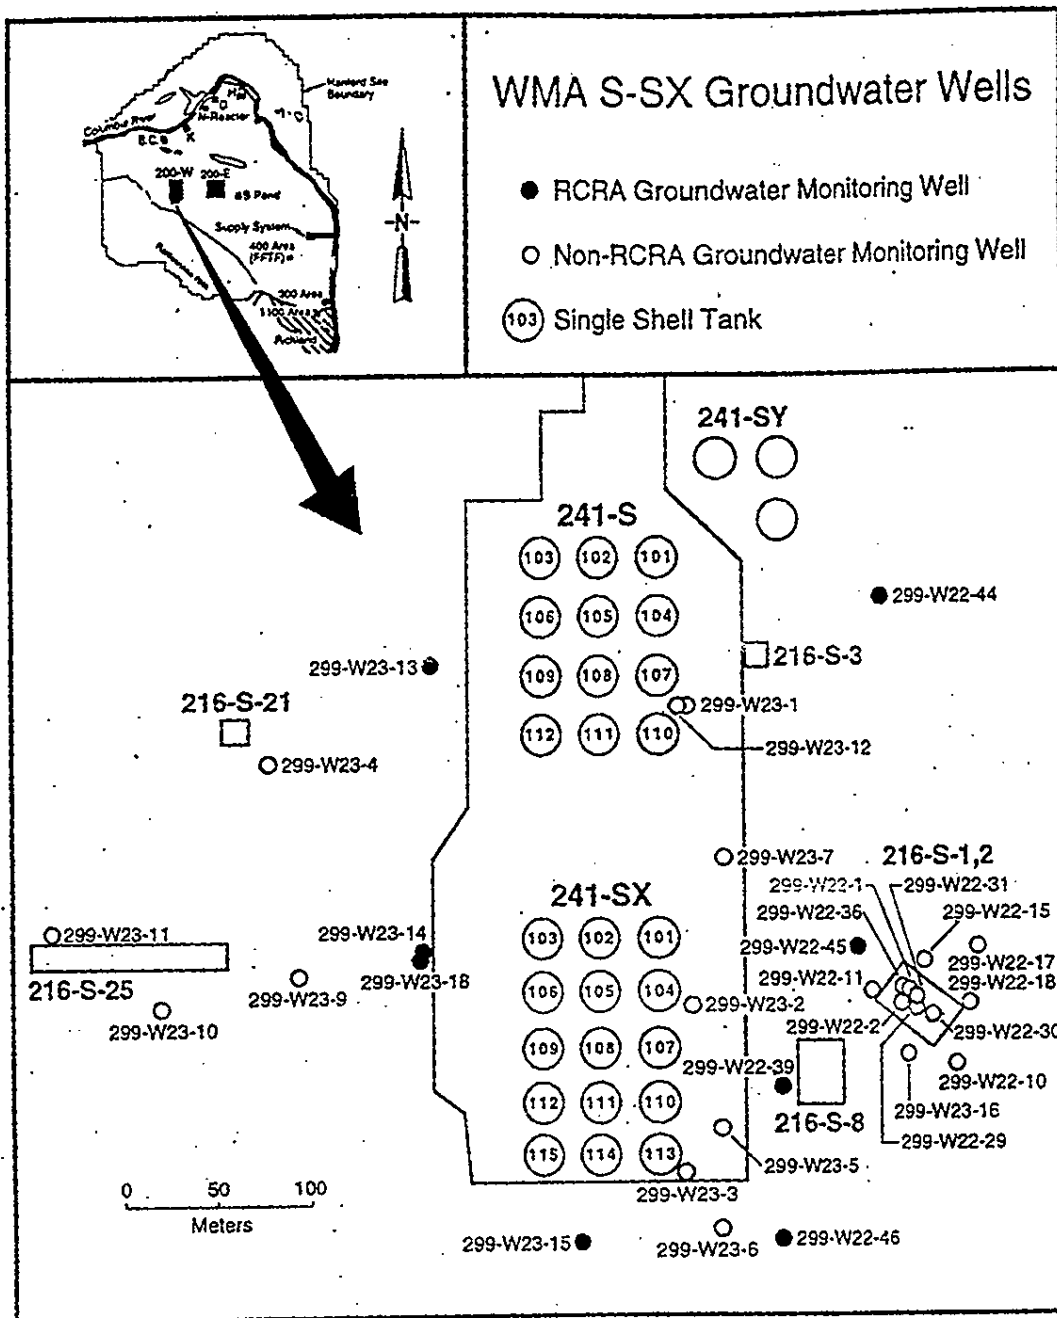 Hanford Site
Boundary
H
D
N-Reactor
Columbia River
K
B.C.
200-W
200-E
Pond
Supply System
400 Area
(FFTF)
300 Area
1100 Area
Richland
-N-
WMA S-SX Groundwater Wells
RCRA Groundwater Monitoring Well
Non-RCRA Groundwater Monitoring Well
103 Single Shell Tank
241-SY
241-S
103 102 101
299-W22-44
106 105 104
216-S-3
299-W23-13
109 108 107
216-S-21
299-W23-1
112 111 110
299-W23-12
299-W23-4
299-W23-7
216-S-1,2
299-W22-1
299-W22-31
241-SX
299-W22-36
299-W22-15
299-W23-11
299-W23-14
103 102 101
299-W22-45
299-W22-17
299-W22-11
299-W22-18
299-W23-18
216-S-25
299-W23-9
106 105 104
299-W23-2
299-W23-10
299-W22-2
299-W22-30
109 108 107
299-W22-39
299-W22-10
299-W23-16
112 111 110
216-S-8
299-W22-29
115 114 113
299-W23-5
299-W23-3
0 50 100
Meters
299-W23-15
299-W23-6
299-W22-46